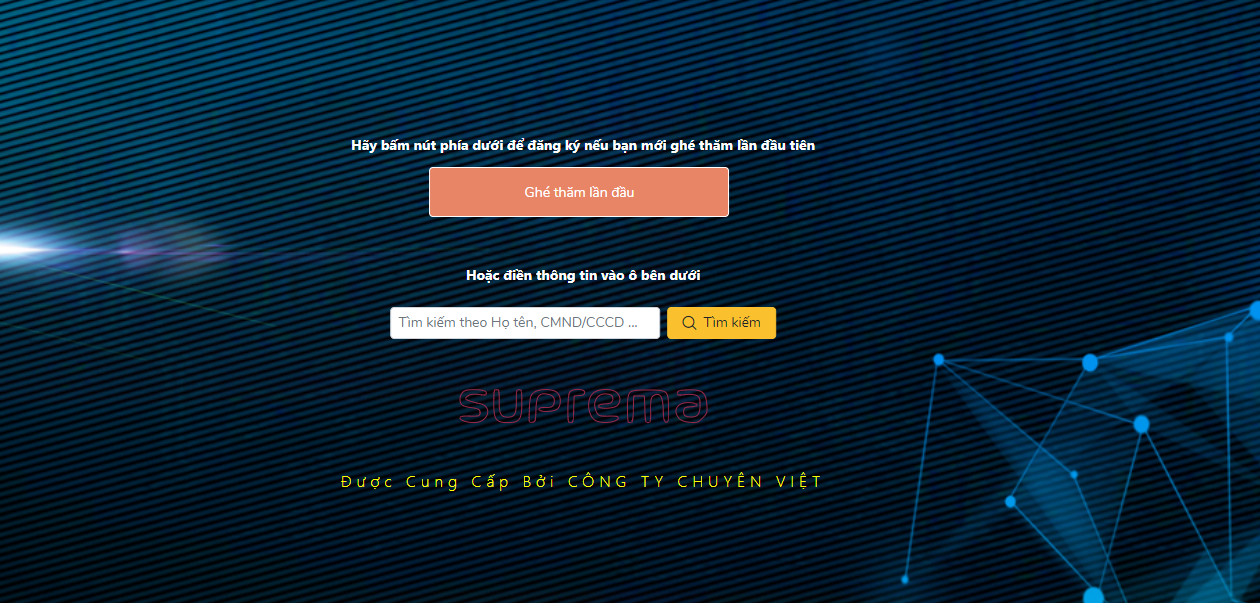 Hãy bấm nút phía dưới để đăng ký nếu bạn mới ghé thăm lần đầu tiên
Ghé thăm lần đầu
Hoặc điền thông tin vào ô bên dưới
Tìm kiếm theo Họ tên, CMND/CCCD ...
Tìm kiếm
suprema
Được Cung Cấp Bởi CÔNG TY CHUYÊN VIỆT